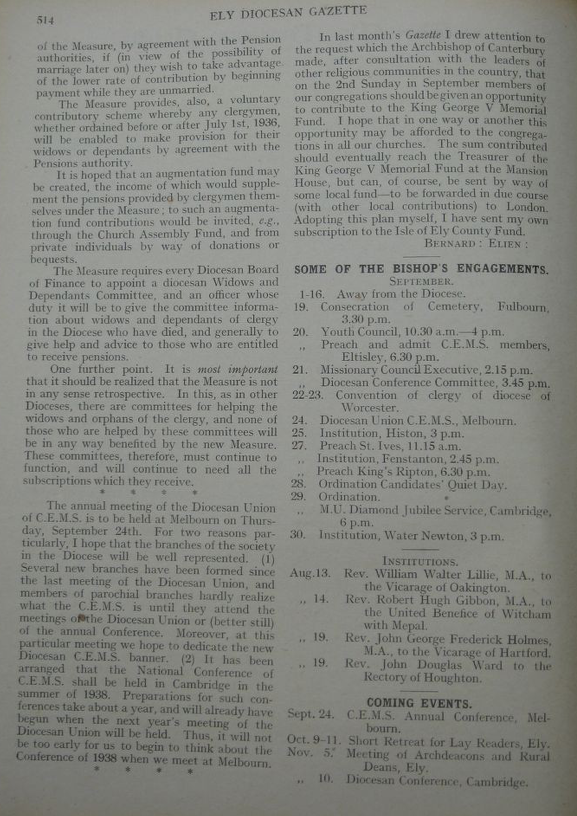 514
ELY DIOCESAN GAZETTE
of the Measure, by agreement with the Pension
authorities, if (in view of the possibility of
marriage later on) they wish to take advantage
of the lower rate of contribution by beginning
payment while they are unmarried.
The Measure provides, also, a voluntary
contributory scheme whereby any clergymen,
whether ordained before or after July 1st, 1936,
will be enabled to make provision for their
widows or dependants by agreement with the
Pensions authority.
It is hoped that an augmentation fund may
be created, the income of which would supple-
ment the pensions provided by clergymen them-
selves under the Measure; to such an augmenta-
tion fund contributions would be invited, e.g.,
through the Church Assembly Fund, and from
private individuals by way of donations or
bequests.
The Measure requires every Diocesan Board
of Finance to appoint a diocesan Widows and
Dependants Committee, and an officer whose
duty it will be to give the committee informa-
tion about widows and dependants of clergy
in the Diocese who have died, and generally to
give help and advice to those who are entitled
to receive pensions.
One further point. It is most important
that it should be realized that the Measure is not
in any sense retrospective. In this, as in other
Dioceses, there are committees for helping the
widows and orphans of the clergy, and none of
those who are helped by these committees will
be in any way benefited by the new Measure.
These committees, therefore, must continue to
function, and will continue to need all the
subscriptions which they receive.
* * * *
The annual meeting of the Diocesan Union
of C.E.M.S. is to be held at Melbourn on Thurs-
day, September 24th. For two reasons par-
ticularly, I hope that the branches of the society
in the Diocese will be well represented. (1)
Several new branches have been formed since
the last meeting of the Diocesan Union, and
members of parochial branches hardly realize
what the C.E.M.S. is until they attend the
meetings of the Diocesan Union or (better still)
of the annual Conference. Moreover, at this
particular meeting we hope to dedicate the new
Diocesan C.E.M.S. banner. (2) It has been
arranged that the National Conference of
C.E.M.S. shall be held in Cambridge in the
summer of 1938. Preparations for such con-
ferences take about a year, and will already have
begun when the next year's meeting of the
Diocesan Union will be held. Thus, it will not
be too early for us to begin to think about the
Conference of 1938 when we meet at Melbourn.
* * * *
In last month's Gazette I drew attention to
the request which the Archbishop of Canterbury
made, after consultation with the leaders of
other religious communities in the country, that
on the 2nd Sunday in September members of
our congregations should be given an opportunity
to contribute to the King George V Memorial
Fund. I hope that in one way or another this
opportunity may be afforded to the congrega-
tions in all our churches. The sum contributed
should eventually reach the Treasurer of the
King George V Memorial Fund at the Mansion
House, but can, of course, be sent by way of
some local fund—to be forwarded in due course
(with other local contributions) to London.
Adopting this plan myself, I have sent my own
subscription to the Isle of Ely County Fund.
BERNARD : ELIEN :
SOME OF THE BISHOP'S ENGAGEMENTS.
SEPTEMBER.
1-16. Away from the Diocese.
19. Consecration of Cemetery, Fulbourn,
3.30 p.m.
20. Youth Council, 10.30 a.m.—4 p.m.
,, Preach and admit C.E.M.S. members,
Eltisley, 6.30 p.m.
21. Missionary Council Executive, 2.15 p.m.
,, Diocesan Conference Committee, 3.45 p.m.
22-23. Convention of clergy of diocese of
Worcester.
24. Diocesan Union C.E.M.S., Melbourn.
25. Institution, Histon, 3 p.m.
27. Preach St. Ives, 11.15 a.m.
,, Institution, Fenstanton, 2.45 p.m.
,, Preach King's Ripton, 6.30 p.m.
28. Ordination Candidates' Quiet Day.
29. Ordination.
,, M.U. Diamond Jubilee Service, Cambridge,
6 p.m.
30. Institution, Water Newton, 3 p.m.
INSTITUTIONS.
Aug.13. Rev. William Walter Lillie, M.A., to
the Vicarage of Oakington.
,, 14. Rev. Robert Hugh Gibbon, M.A., to
the United Benefice of Witcham
with Mepal.
,, 19. Rev. John George Frederick Holmes,
M.A., to the Vicarage of Hartford.
,, 19. Rev. John Douglas Ward to the
Rectory of Houghton.
COMING EVENTS.
Sept. 24. C.E.M.S. Annual Conference, Mel-
bourn.
Oct. 9-11. Short Retreat for Lay Readers, Ely.
Nov. 5. Meeting of Archdeacons and Rural
Deans, Ely.
,, 10. Diocesan Conference, Cambridge.